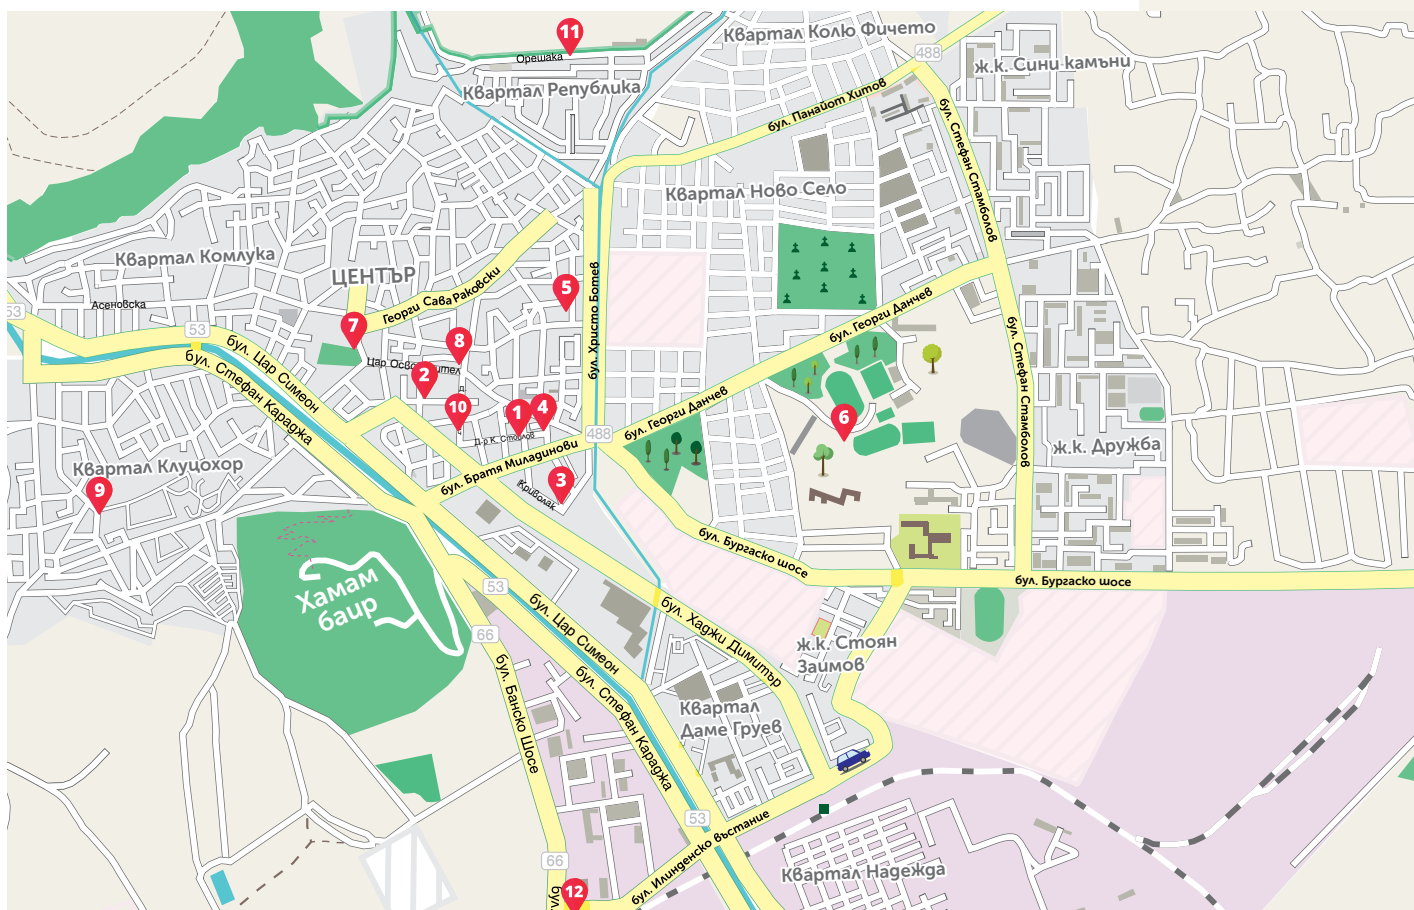 11
Квартал Колю Фичето
488
ж.к. Сини камъни
Орешака
Квартал Република
бул. Панайот Хитов
бул. Стефан Стамболов
Квартал Ново Село
Квартал Комлука
ЦЕНТЪР
Георги Сава Раковски
5
бул. Христо Ботев
бул. Георги Данчев
Асеновска
53
53
7
8
бул. Цар Симеон
бул. Стефан Караджа
2
10
1
4
бул. Георги Данчев
6
бул. Стефан Стамболов
488
Д-р К. Стоилов
бул. Братя Миладинови
ж.к. Дружба
Квартал Клуцохор
9
3
Криволак
бул. Бургаско шосе
бул. Бургаско шосе
Хамам
баир
53
66
бул. Цар Симеон
бул. Хаджи Димитър
ж.к. Стоян
Заимов
бул. Банско Шосе
бул. Стефан Караджа
Квартал
Даме Груев
53
66
бул. Илинденско въстание
Квартал Надежда
12
бул.